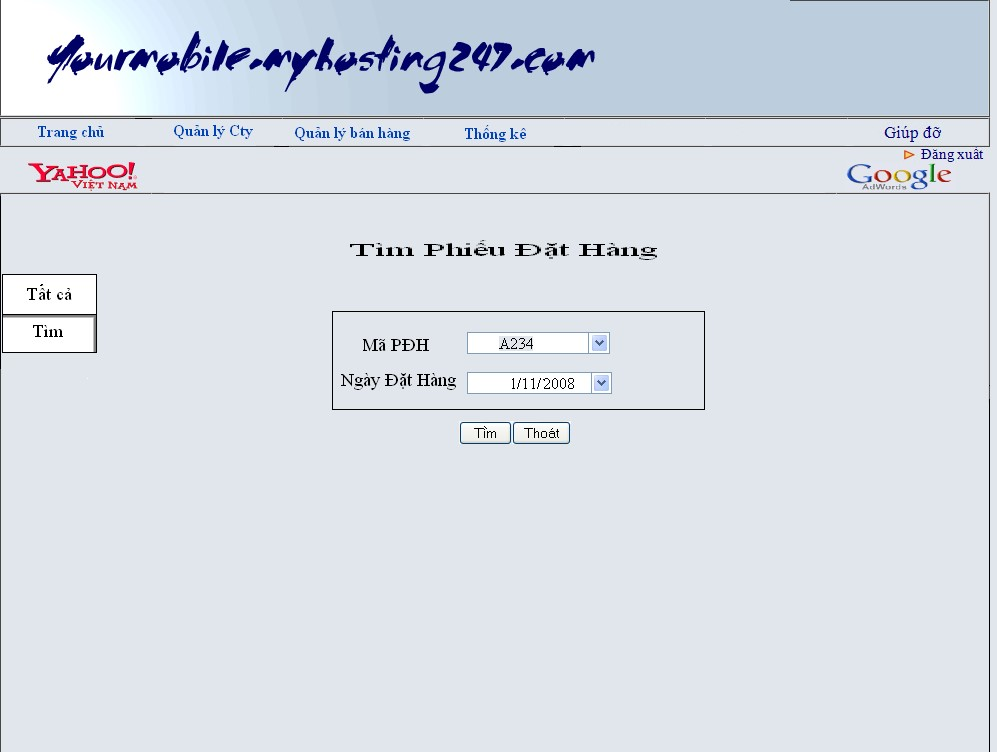 Yourmobile.myhosting247.com
Trang chủ Quản lý Cty Quản lý bán hàng Thống kê Giúp đỡ
Đăng xuất
YAHOO!
VIỆT NAM
Google
AdWords
Tìm Phiếu Đặt Hàng
Tất cả
Tìm
Mã PĐH A234
Ngày Đặt Hàng 1/11/2008
Tìm Thoát